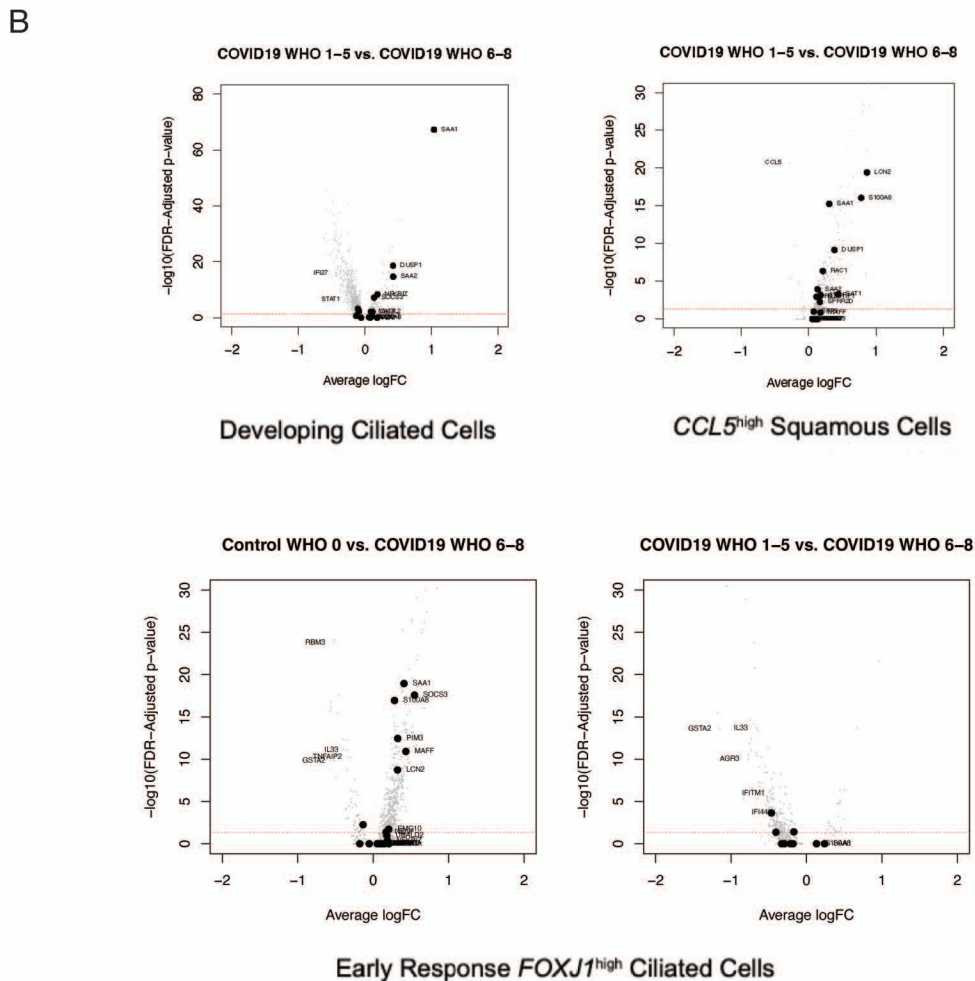 B
COVID19 WHO 1–5 vs. COVID19 WHO 6–8
COVID19 WHO 1–5 vs. COVID19 WHO 6–8
−log10(FDR−Adjusted p−value)
80
60
40
20
0
SAA1
DUSP1
SAA2
SOCS3
IFI27
STAT1
−2
−1
0
1
2
Average logFC
Developing Ciliated Cells
−log10(FDR−Adjusted p−value)
30
25
20
15
10
5
0
CCL5
LCN2
S100A8
SAA1
DUSP1
RAC1
SAA2
SAT1
SPRR2D
−2
−1
0
1
2
Average logFC
CCL5high Squamous Cells
Control WHO 0 vs. COVID19 WHO 6–8
COVID19 WHO 1–5 vs. COVID19 WHO 6–8
−log10(FDR−Adjusted p−value)
30
25
20
15
10
5
0
RBM3
SAA1
SOCS3
S100A8
PIM3
MAFF
LCN2
IL33
TNFAIP2
GSTA2
EMC10
−2
−1
0
1
2
Average logFC
−log10(FDR−Adjusted p−value)
30
25
20
15
10
5
0
GSTA2
IL33
AGR3
IFITM1
−2
−1
0
1
2
Average logFC
Early Response FOXJ1high Ciliated Cells